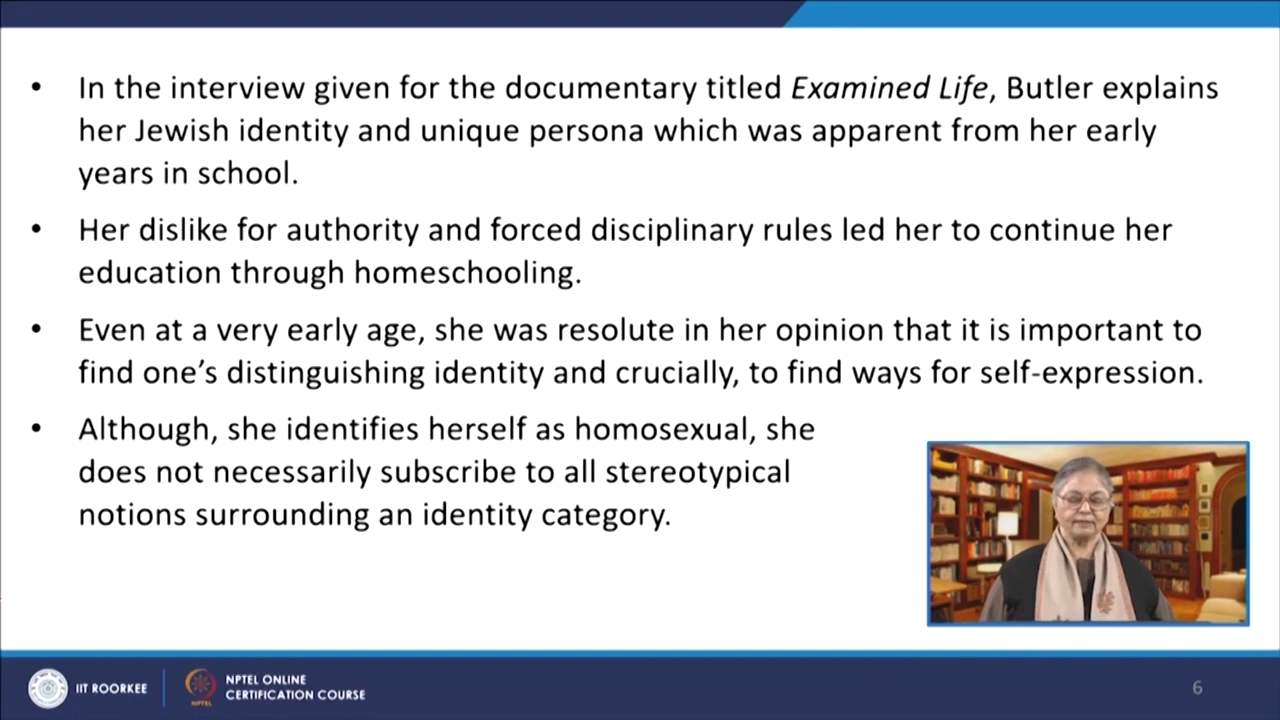 • In the interview given for the documentary titled Examined Life, Butler explains
her Jewish identity and unique persona which was apparent from her early
years in school.
• Her dislike for authority and forced disciplinary rules led her to continue her
education through homeschooling.
• Even at a very early age, she was resolute in her opinion that it is important to
find one’s distinguishing identity and crucially, to find ways for self-expression.
• Although, she identifies herself as homosexual, she
does not necessarily subscribe to all stereotypical
notions surrounding an identity category.
IIT ROORKEE
NPTEL
NPTEL ONLINE
CERTIFICATION COURSE
6